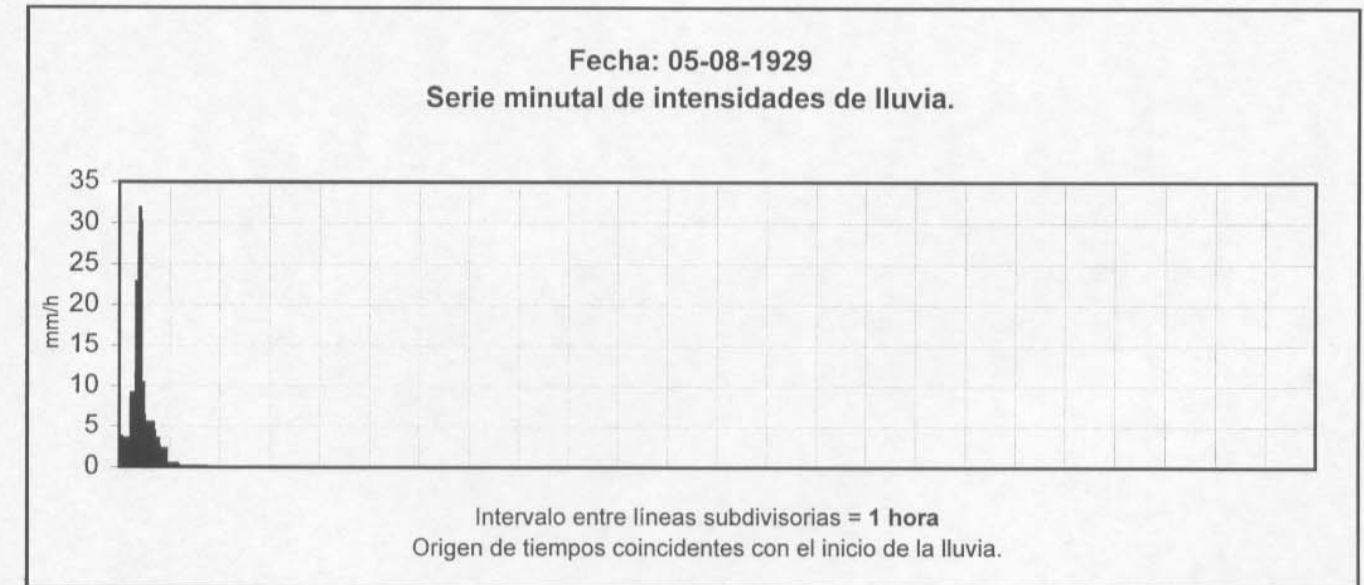 Fecha: 05-08-1929
Serie minutal de intensidades de lluvia.
35
30
25
20
15
10
5
0
mm/h
Intervalo entre líneas subdivisorias = 1 hora
Origen de tiempos coincidentes con el inicio de la lluvia.